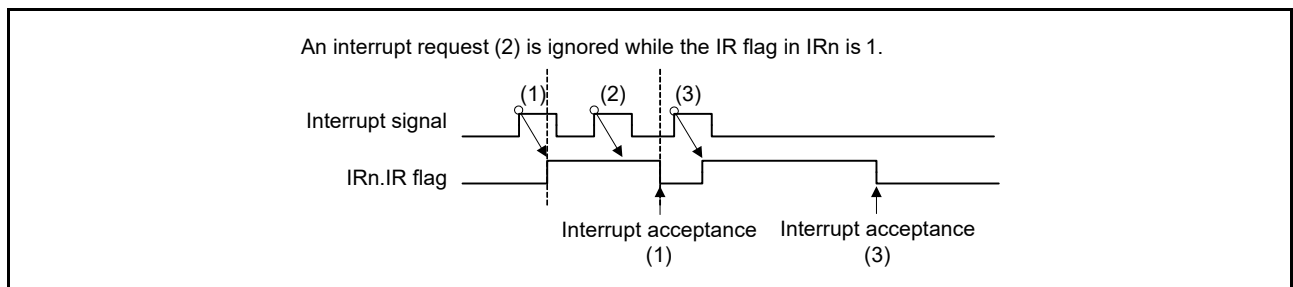 An interrupt request (2) is ignored while the IR flag in IRn is 1.
(1) (2) (3)
Interrupt signal
IRn.IR flag
Interrupt acceptance Interrupt acceptance
(1) (3)